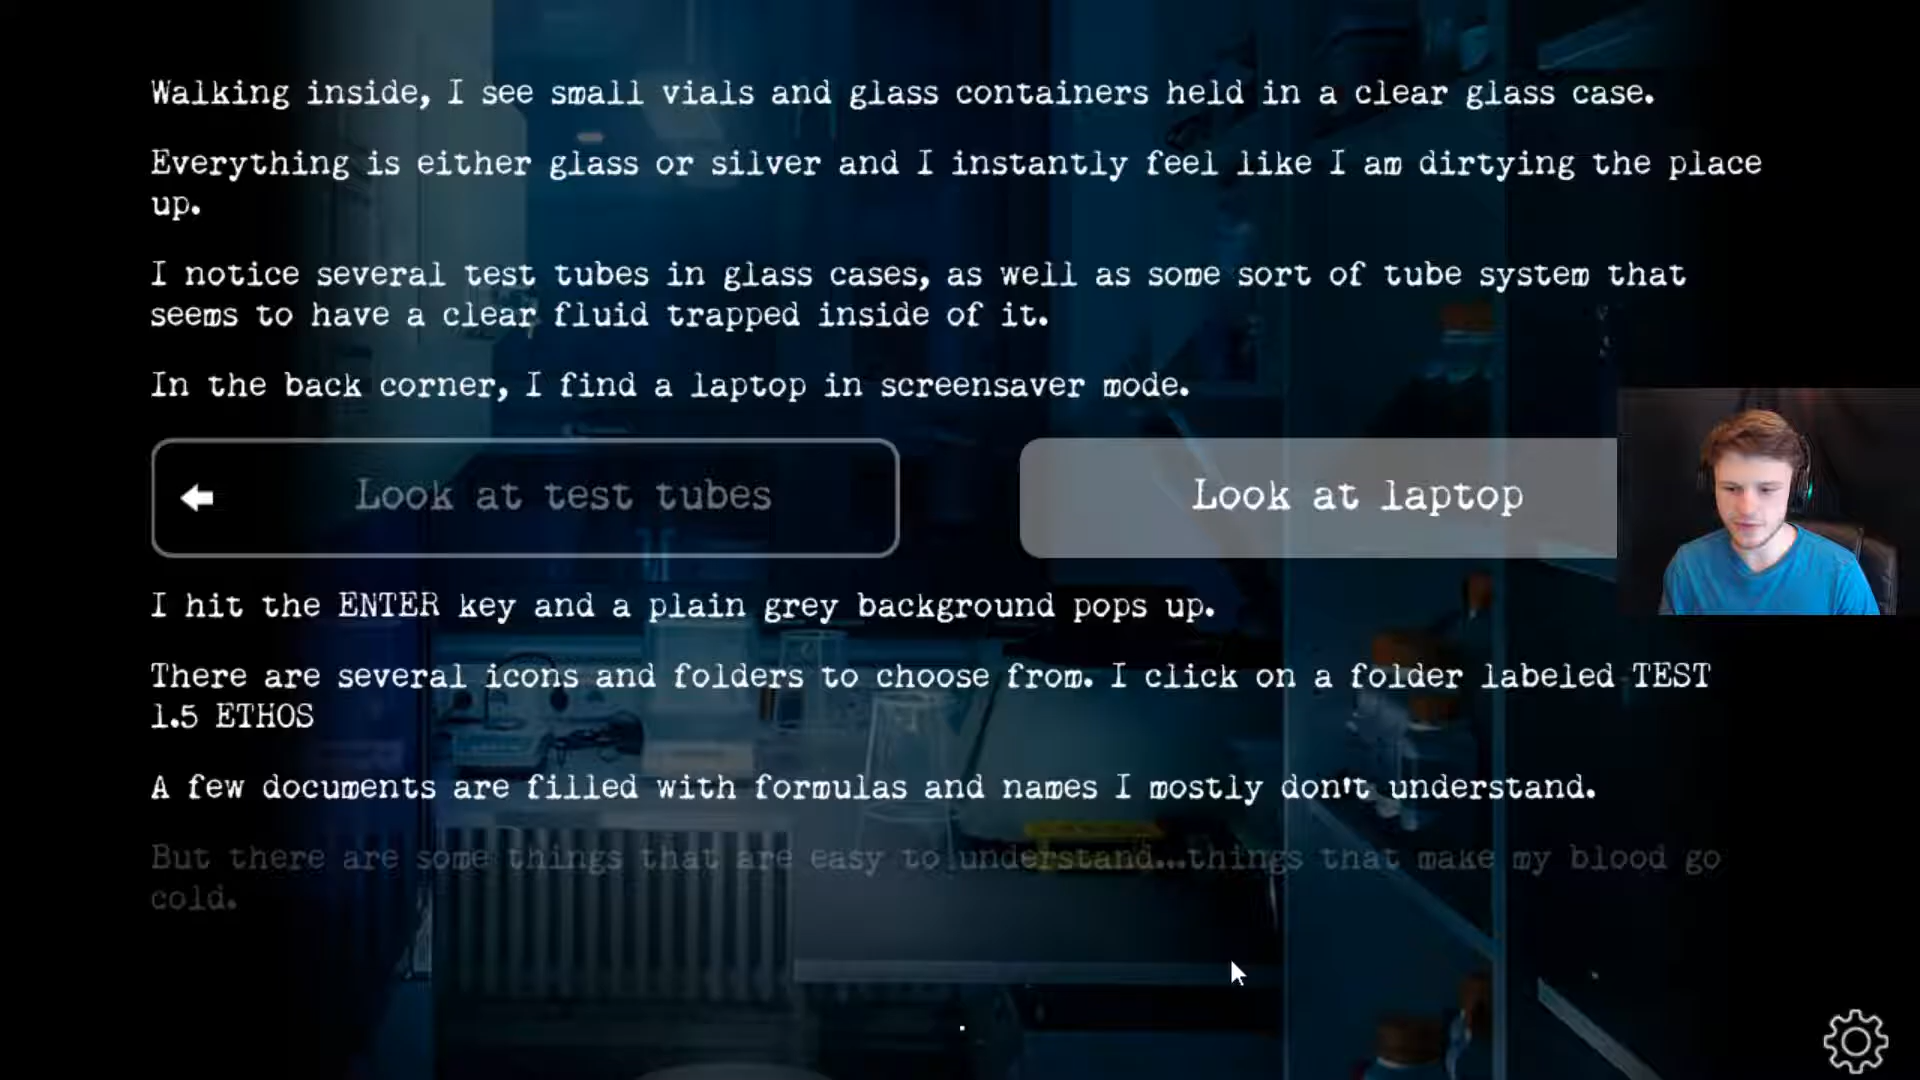 Walking inside, I see small vials and glass containers held in a clear glass case.
Everything is either glass or silver and I instantly feel like I am dirtying the place
up.
I notice several test tubes in glass cases, as well as some sort of tube system that
seems to have a clear fluid trapped inside of it.
In the back corner, I find a laptop in screensaver mode.
Look at test tubes
Look at laptop
I hit the ENTER key and a plain grey background pops up.
There are several icons and folders to choose from. I click on a folder labeled TEST
1.5 ETHOS
A few documents are filled with formulas and names I mostly don't understand.
But there are some things that are easy to understand...things that make my blood go
cold.